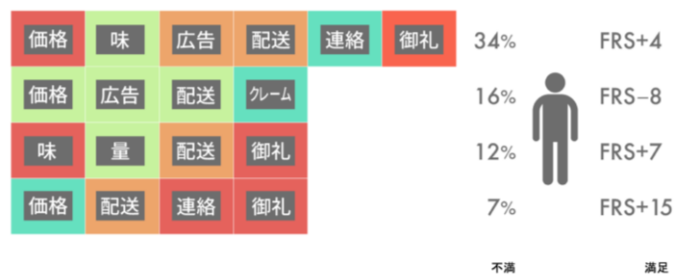 価格 味 広告 配送 連絡 御礼 34% FRS+4
価格 広告 配送 クレーム 16% FRS−8
味 量 配送 御礼 12% FRS+7
価格 配送 連絡 御礼 7% FRS+15
不満 満足